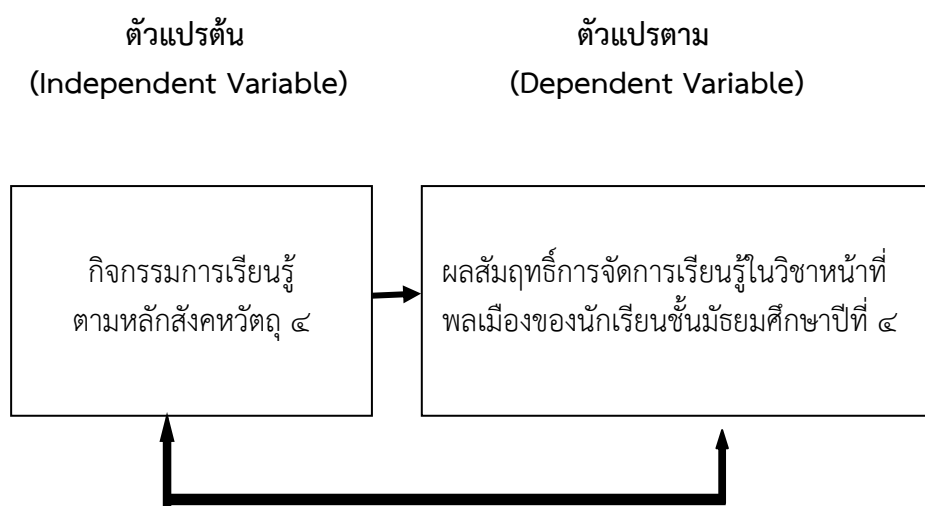 ตัวแปรต้น
(Independent Variable)
ตัวแปรตาม
(Dependent Variable)
กิจกรรมการเรียนรู้
ตามหลักสังคหวัตถุ ๔
ผลสัมฤทธิ์การจัดการเรียนรู้ในวิชาหน้าที่
พลเมืองของนักเรียนชั้นมัธยมศึกษาปีที่ ๔